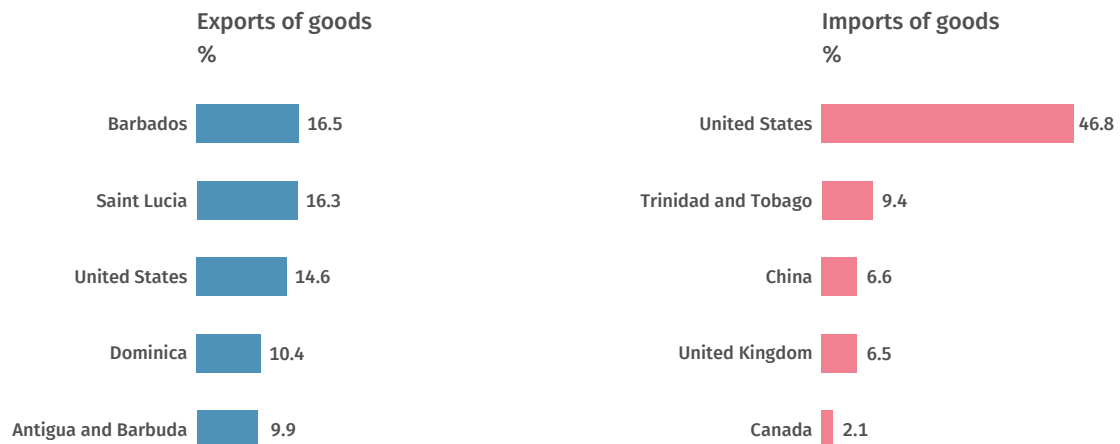 Exports of goods
%
Barbados 16.5
Saint Lucia 16.3
United States 14.6
Dominica 10.4
Antigua and Barbuda 9.9
Imports of goods
%
United States 46.8
Trinidad and Tobago 9.4
China 6.6
United Kingdom 6.5
Canada 2.1